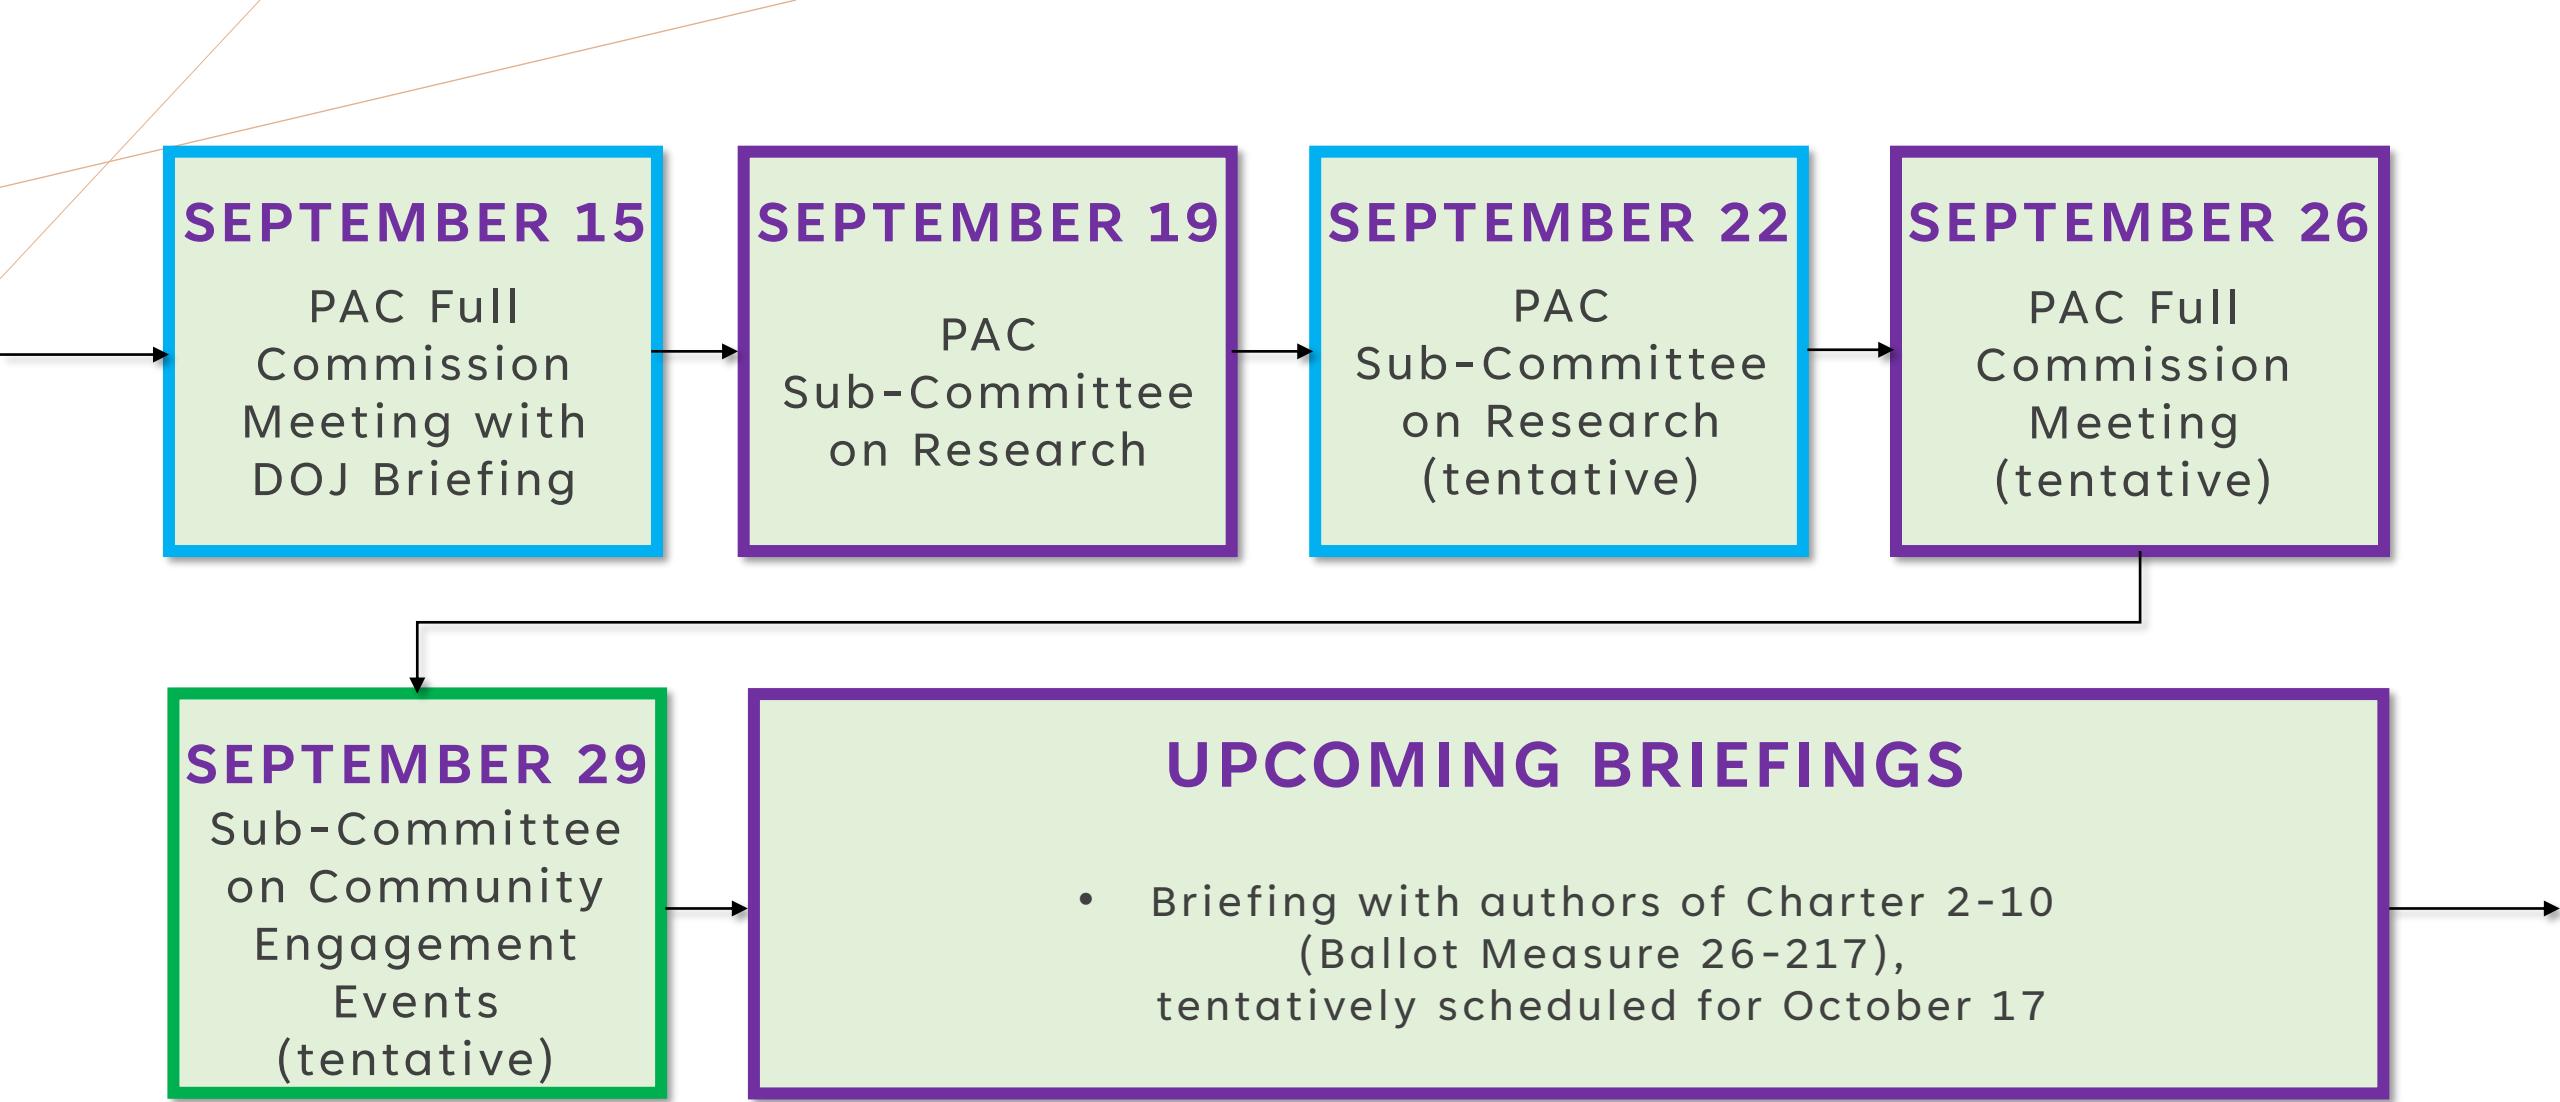 SEPTEMBER 15
PAC Full
Commission
Meeting with
DOJ Briefing
SEPTEMBER 19
PAC
Sub-Committee
on Research
SEPTEMBER 22
PAC
Sub-Committee
on Research
(tentative)
SEPTEMBER 26
PAC Full
Commission
Meeting
(tentative)
SEPTEMBER 29
Sub-Committee
on Community
Engagement
Events
(tentative)
UPCOMING BRIEFINGS
• Briefing with authors of Charter 2-10
(Ballot Measure 26-217),
tentatively scheduled for October 17